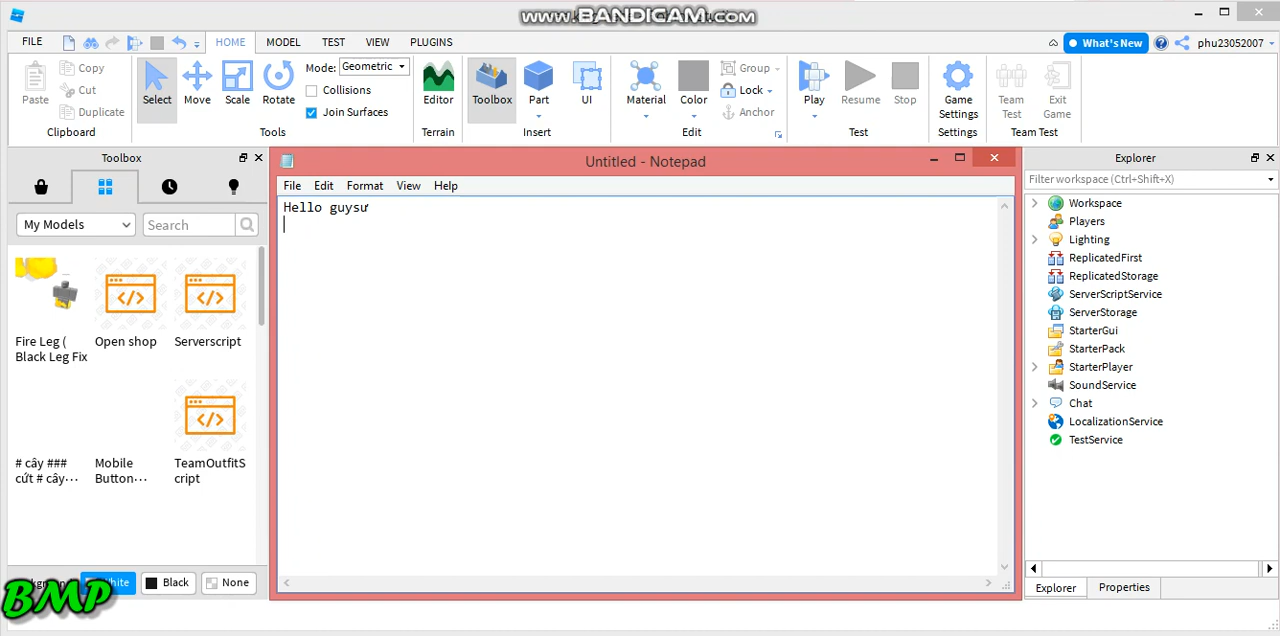 www.BANDICAM.com
FILE HOME MODEL TEST VIEW PLUGINS What's New phu23052007
Paste Copy Cut Duplicate Clipboard
Select Move Scale Rotate Mode: Geometric Collisions Join Surfaces Tools
Editor Terrain
Toolbox Part UI Insert
Material Color Group Lock Anchor Edit
Play Resume Stop Test
Game Settings Settings
Team Test Exit Game Team Test
Toolbox
My Models Search
Fire Leg ( Black Leg Fix
Open shop
Serverscript
# cây ### cứt # cây...
Mobile Button...
TeamOutfitScript
White Black None
BMP
Untitled - Notepad
File Edit Format View Help
Hello guysư
Explorer
Filter workspace (Ctrl+Shift+X)
Workspace
Players
Lighting
ReplicatedFirst
ReplicatedStorage
ServerScriptService
ServerStorage
StarterGui
StarterPack
StarterPlayer
SoundService
Chat
LocalizationService
TestService
Explorer Properties